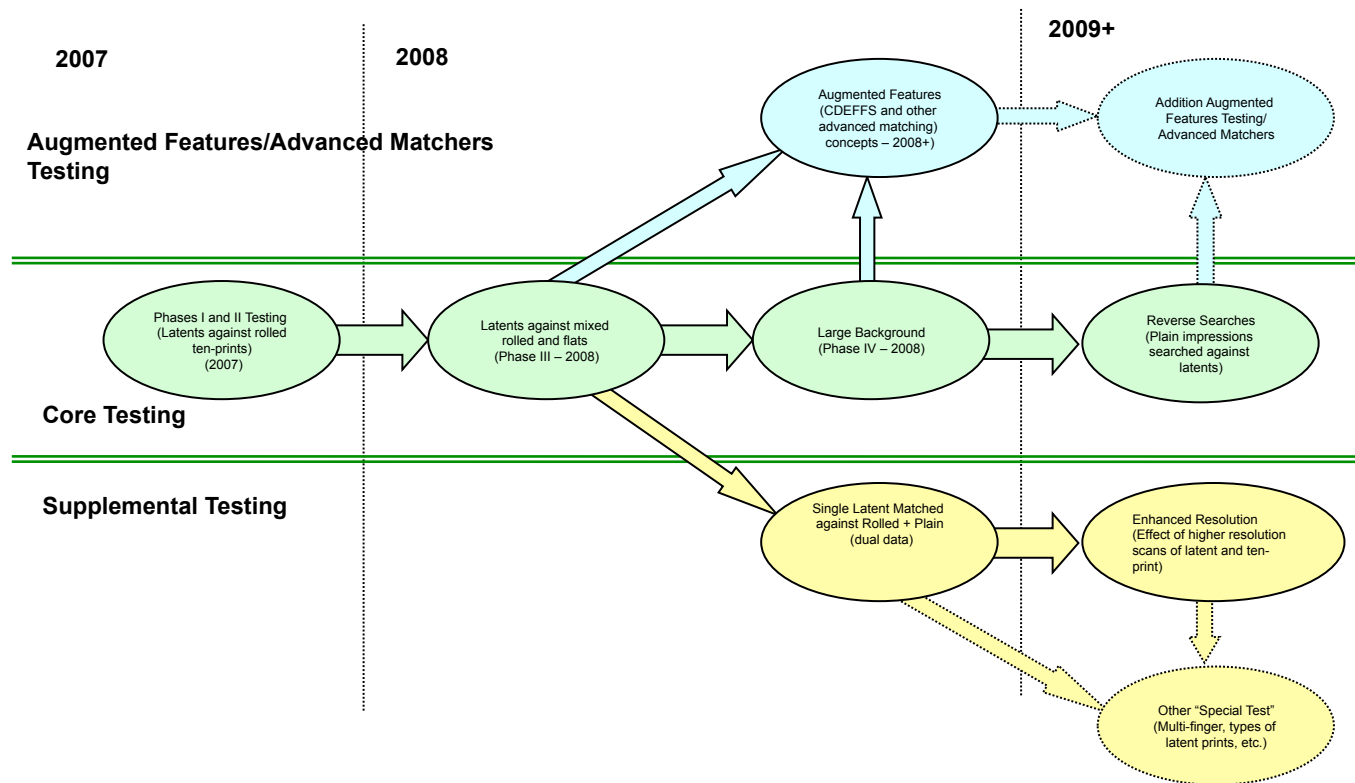 2007
2008
2009+
Augmented Features/Advanced Matchers
Testing
Augmented Features
(CDEFFS and other
advanced matching)
concepts – 2008+)
Addition Augmented
Features Testing/
Advanced Matchers
Phases I and II Testing
(Latents against rolled
ten-prints)
(2007)
Latents against mixed
rolled and flats
(Phase III – 2008)
Large Background
(Phase IV – 2008)
Reverse Searches
(Plain impressions
searched against
latents)
Core Testing
Supplemental Testing
Single Latent Matched
against Rolled + Plain
(dual data)
Enhanced Resolution
(Effect of higher resolution
scans of latent and ten-
print)
Other “Special Test”
(Multi-finger, types of
latent prints, etc.)